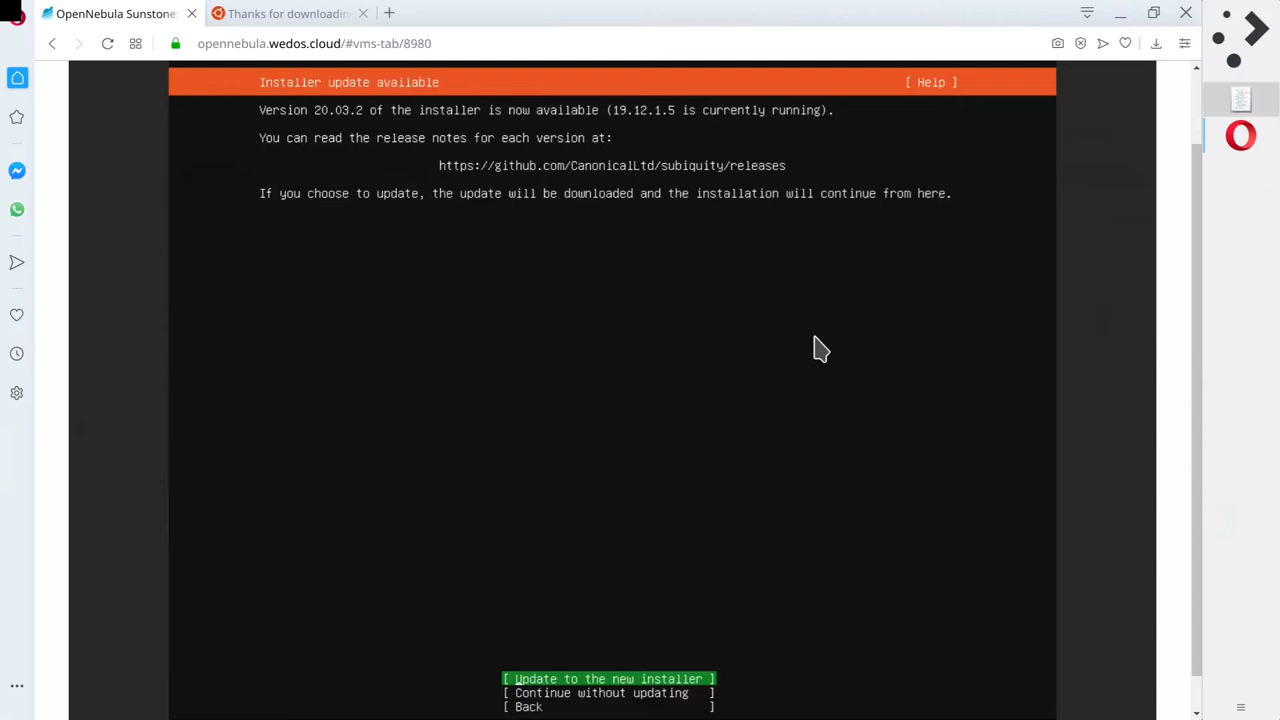 OpenNebula Sunstone:
Thanks for downloadin
opennebula.wedos.cloud/#vms-tab/8980
Installer update available [ Help ]
Version 20.03.2 of the installer is now available (19.12.1.5 is currently running).
You can read the release notes for each version at:
https://github.com/CanonicalLtd/subiquity/releases
If you choose to update, the update will be downloaded and the installation will continue from here.
[ Update to the new installer ]
[ Continue without updating ]
[ Back ]